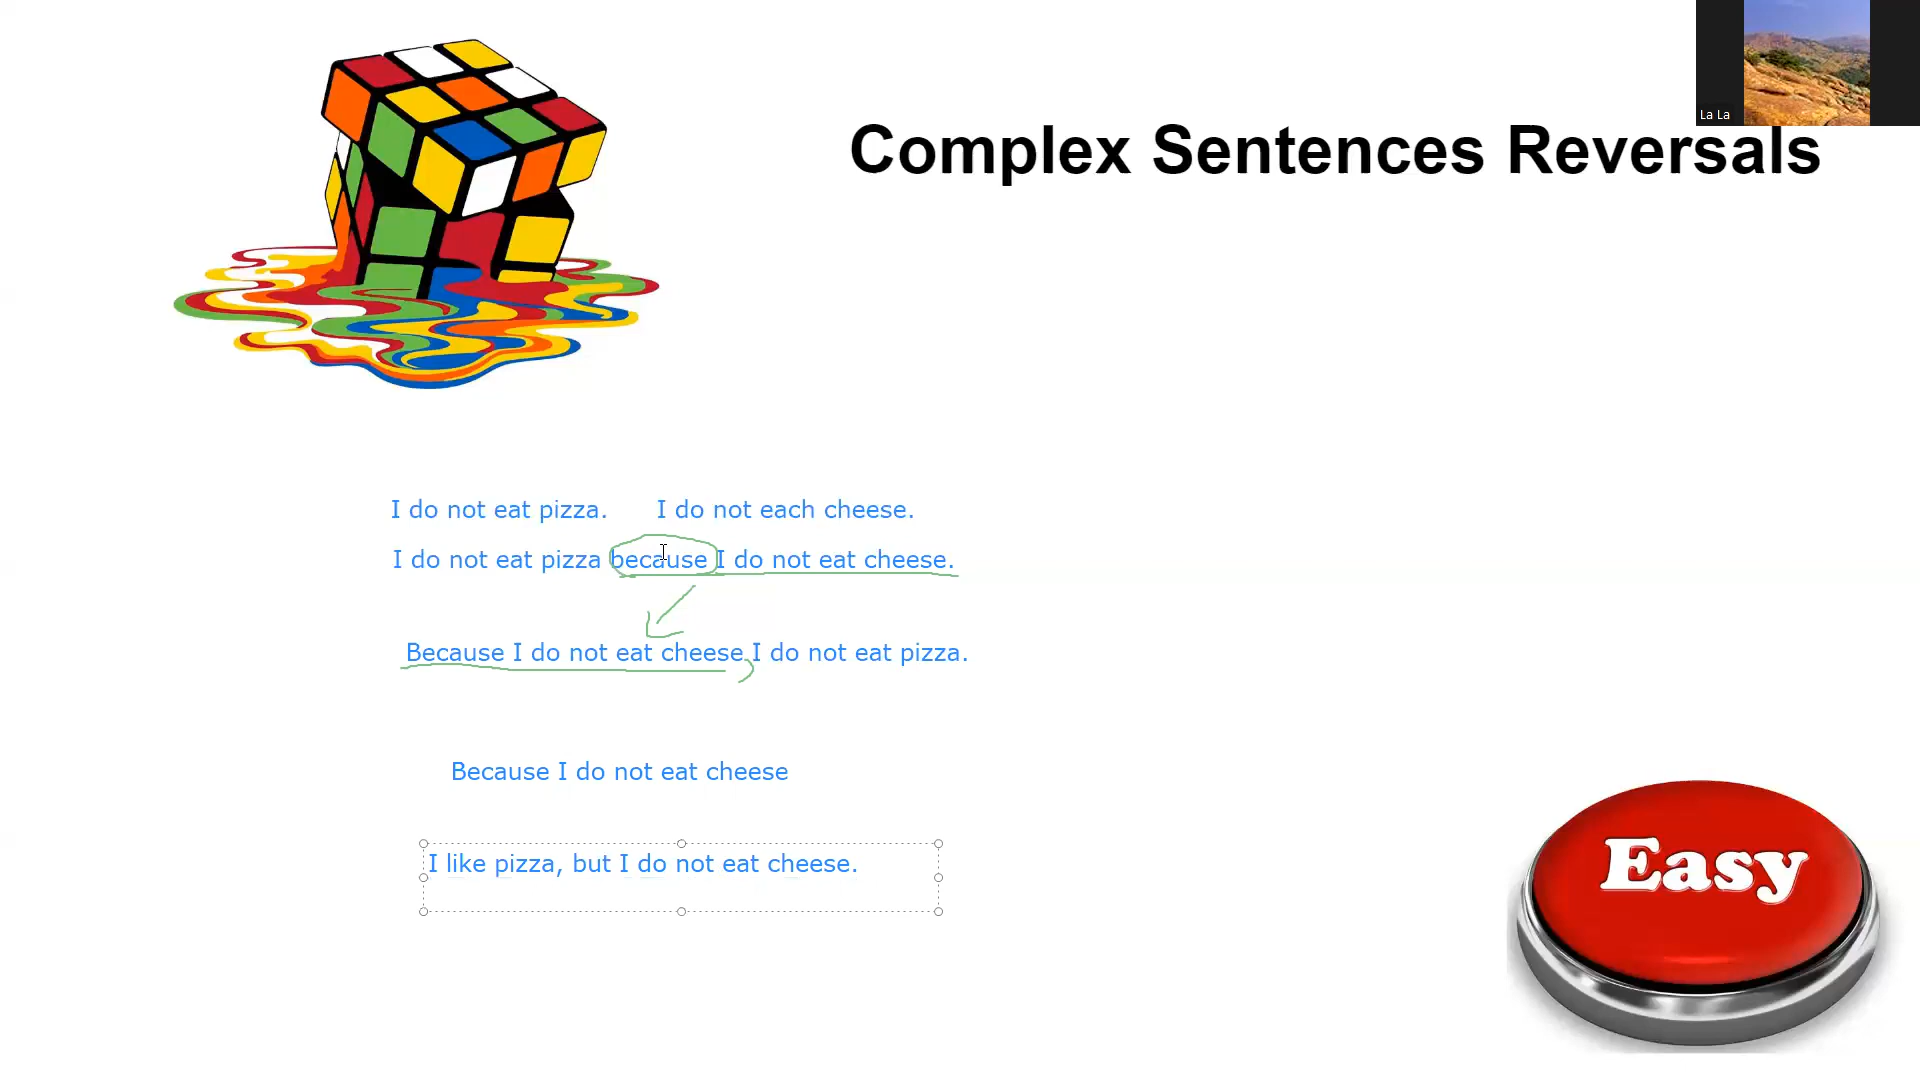 La La
Complex Sentences Reversals
I do not eat pizza. I do not each cheese.
I do not eat pizza because I do not eat cheese.
Because I do not eat cheese, I do not eat pizza.
Because I do not eat cheese
I like pizza, but I do not eat cheese.
Easy